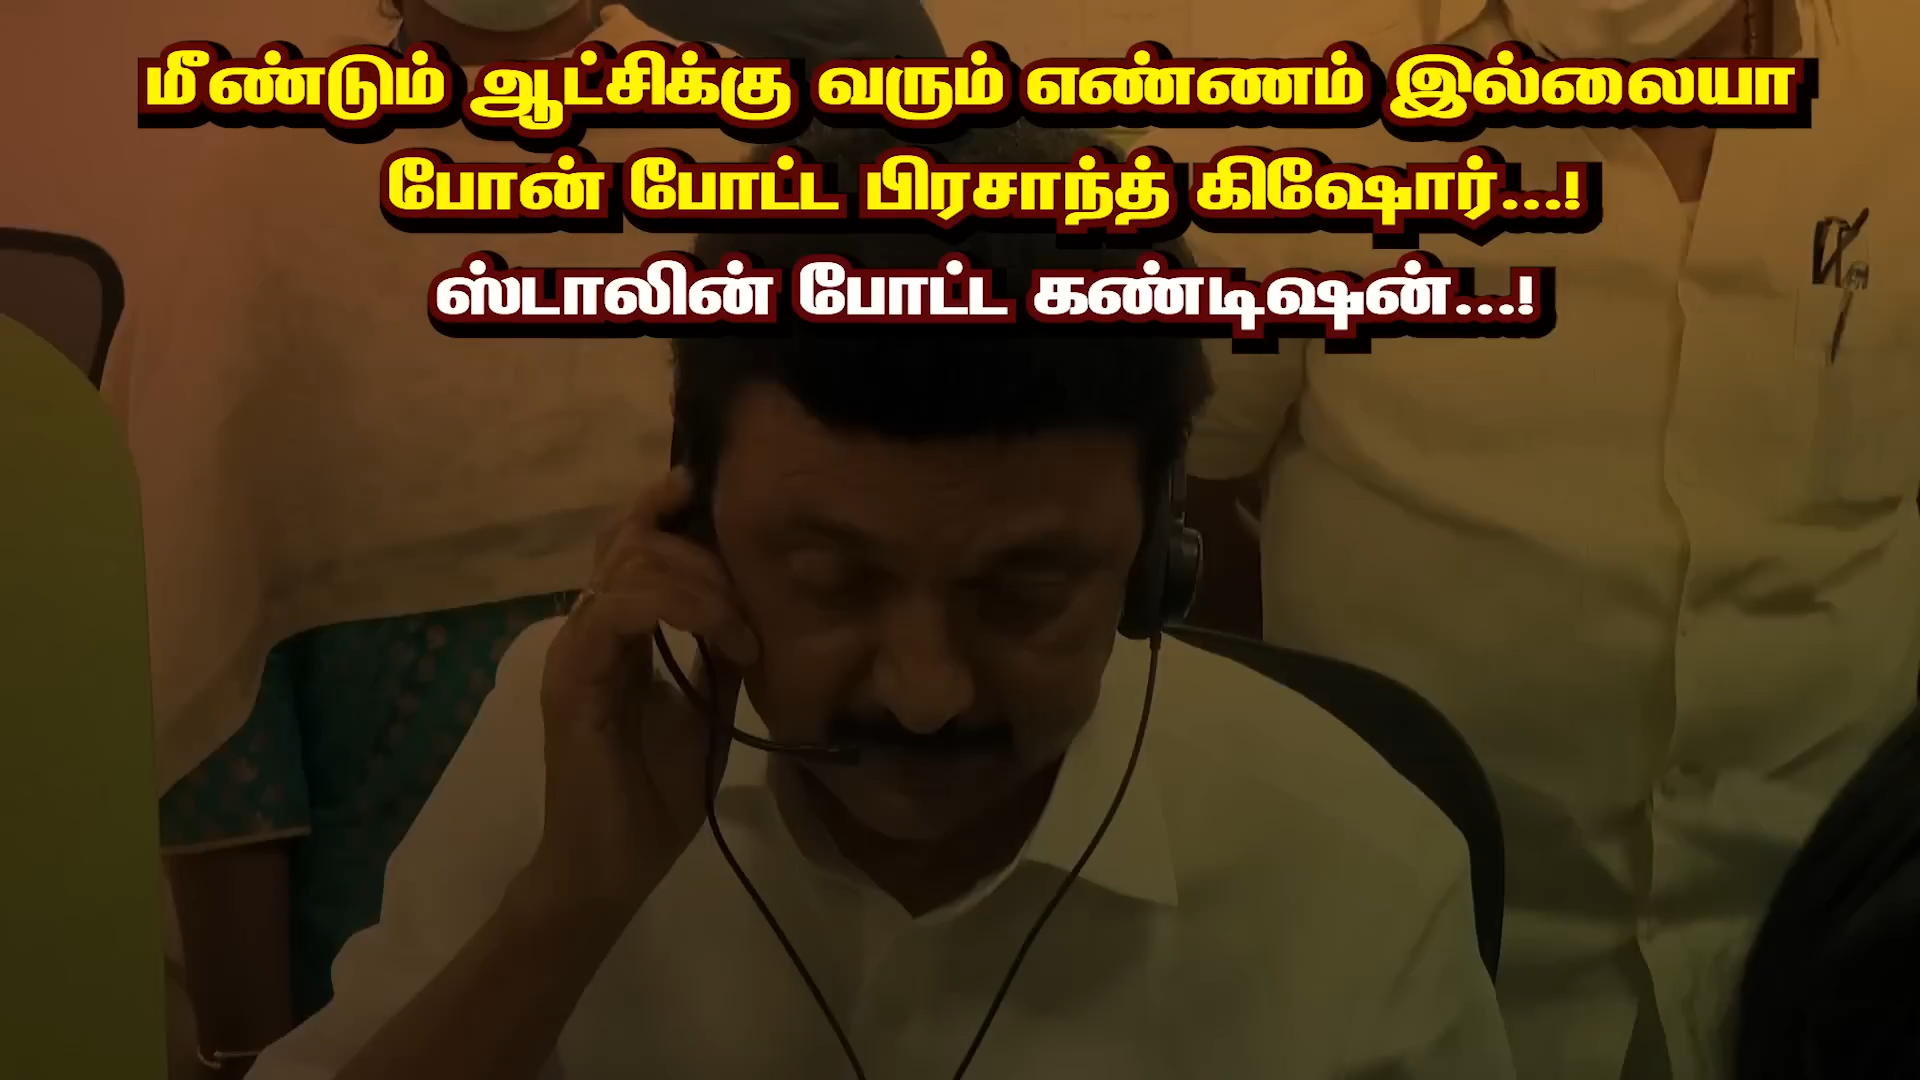 மீண்டும் ஆட்சிக்கு வரும் எண்ணம் இல்லையா
போன் போட்ட பிரசாந்த் கிஷோர்...!
ஸ்டாலின் போட்ட கண்டிஷன்...!